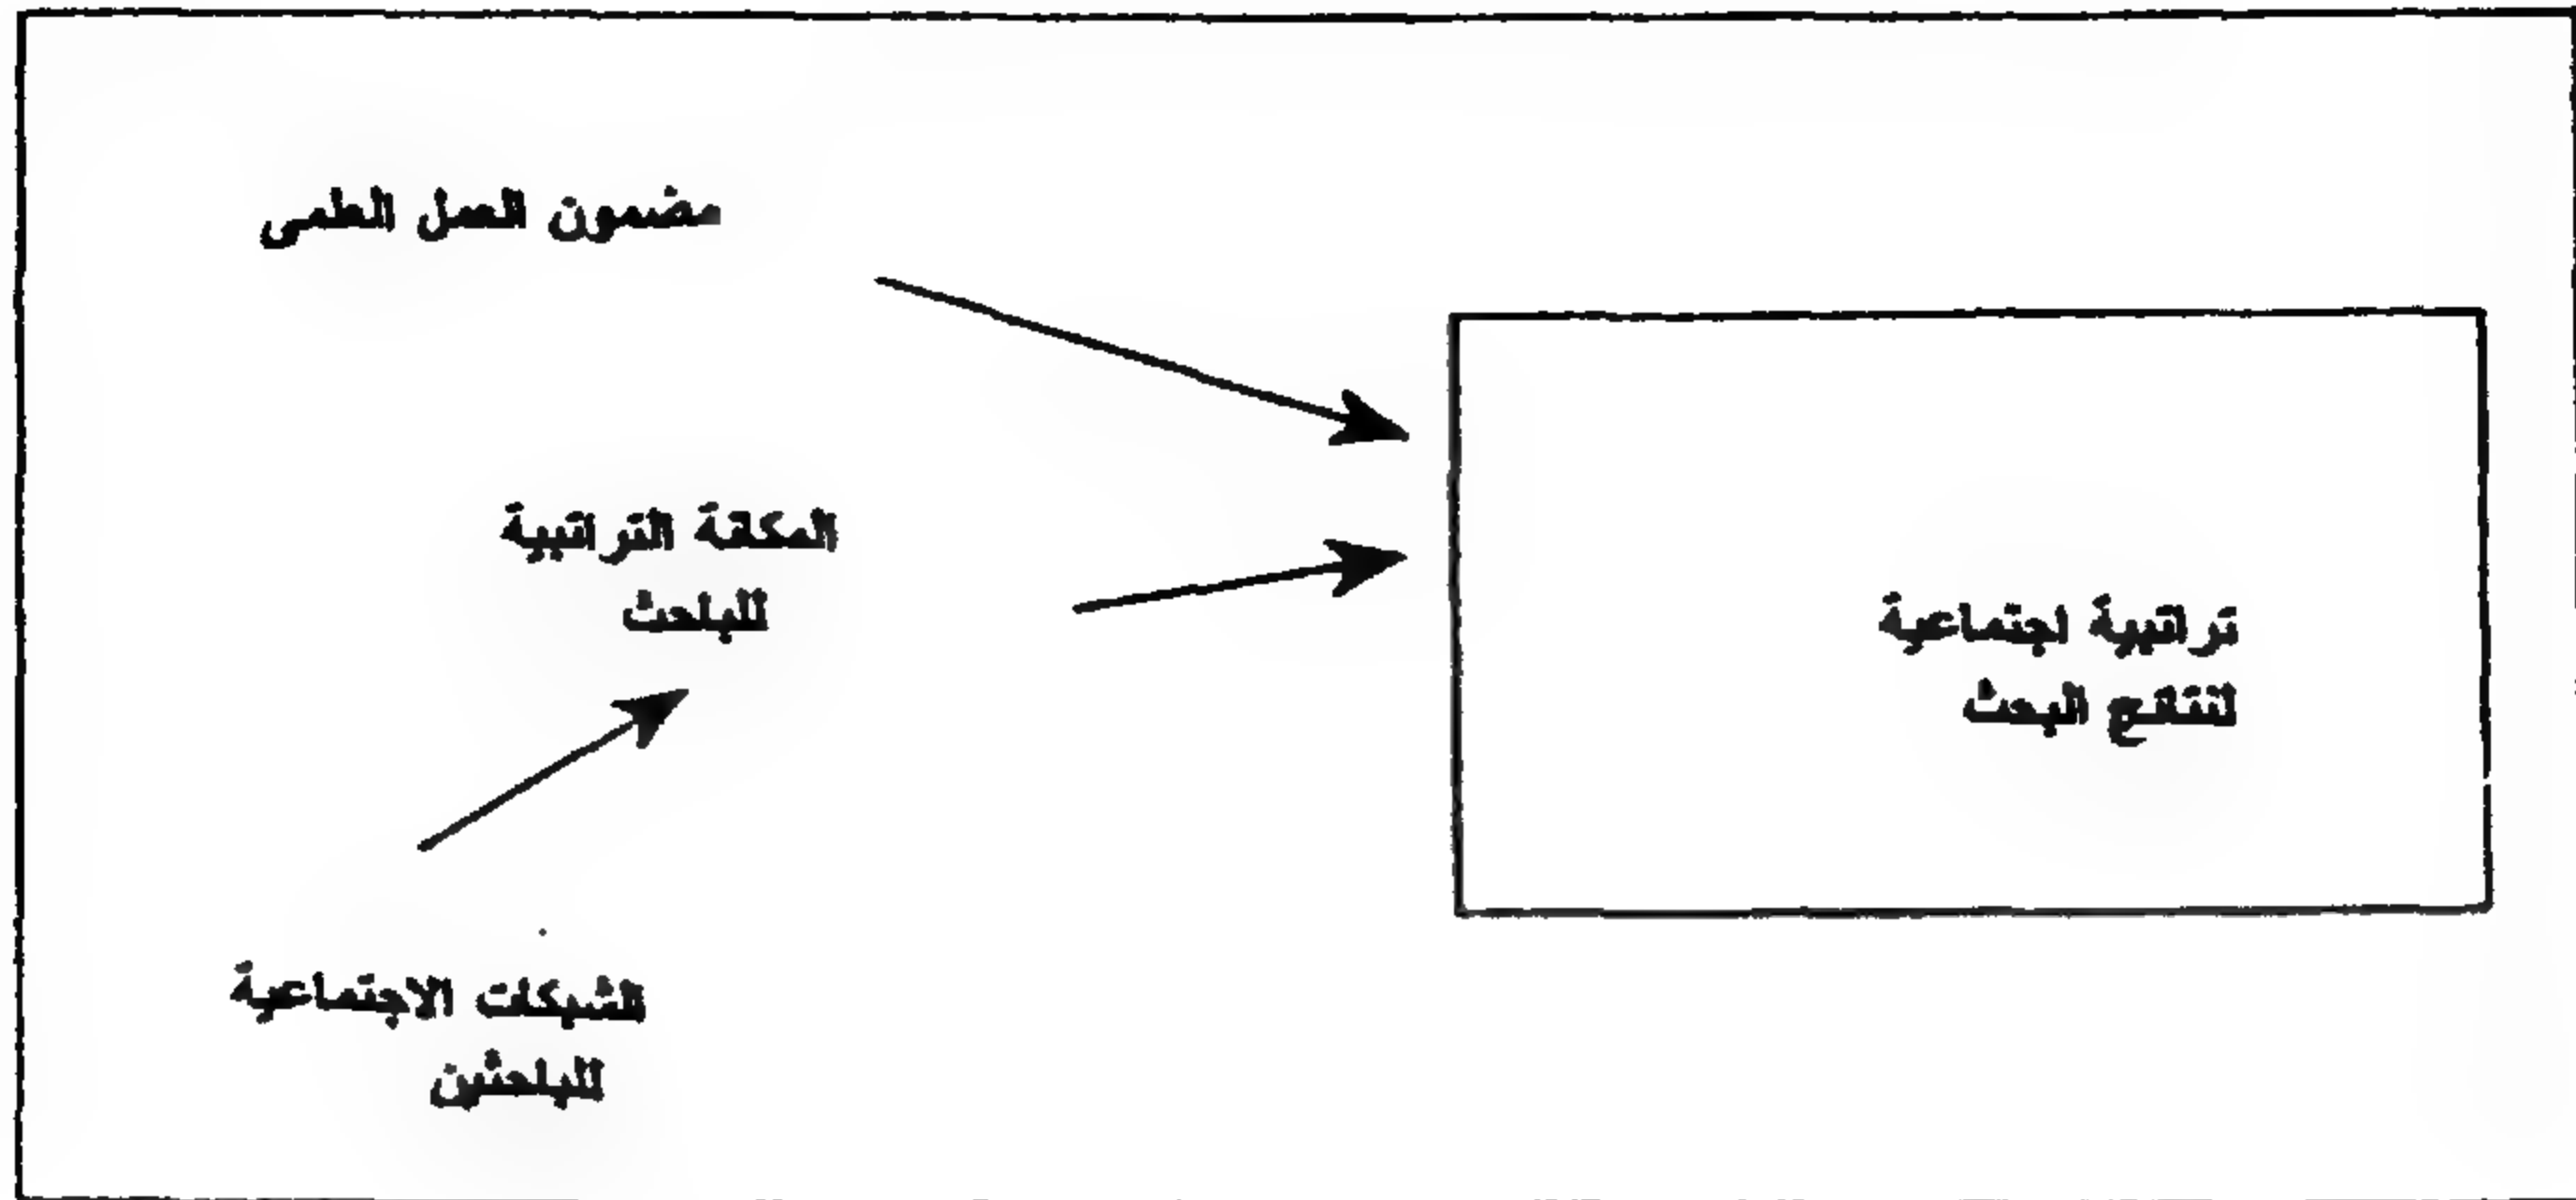 مضمون العمل العلمى
المكانة التراتبية
للباحث
تراتبية اجتماعية
لنتائج البحث
الشبكات الاجتماعية
للباحثين